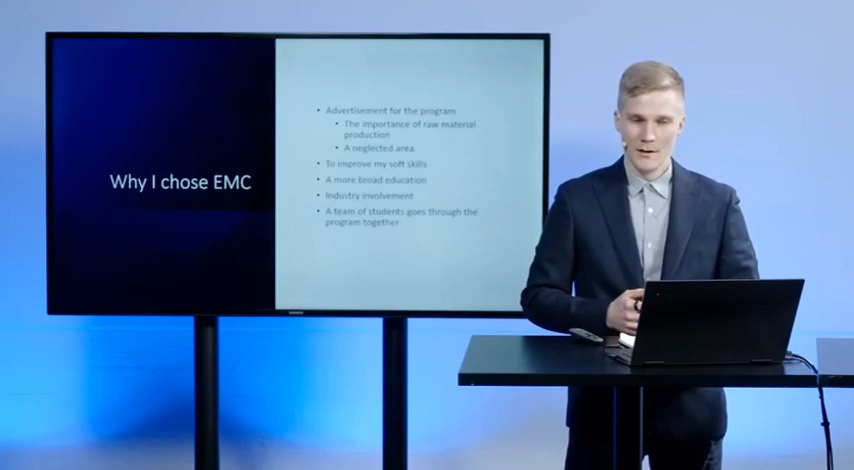 Why I chose EMC
• Advertisement for the program
• The importance of raw material
production
• A neglected area
• To improve my soft skills
• A more broad education
• Industry involvement
• A team of students goes through the
program together